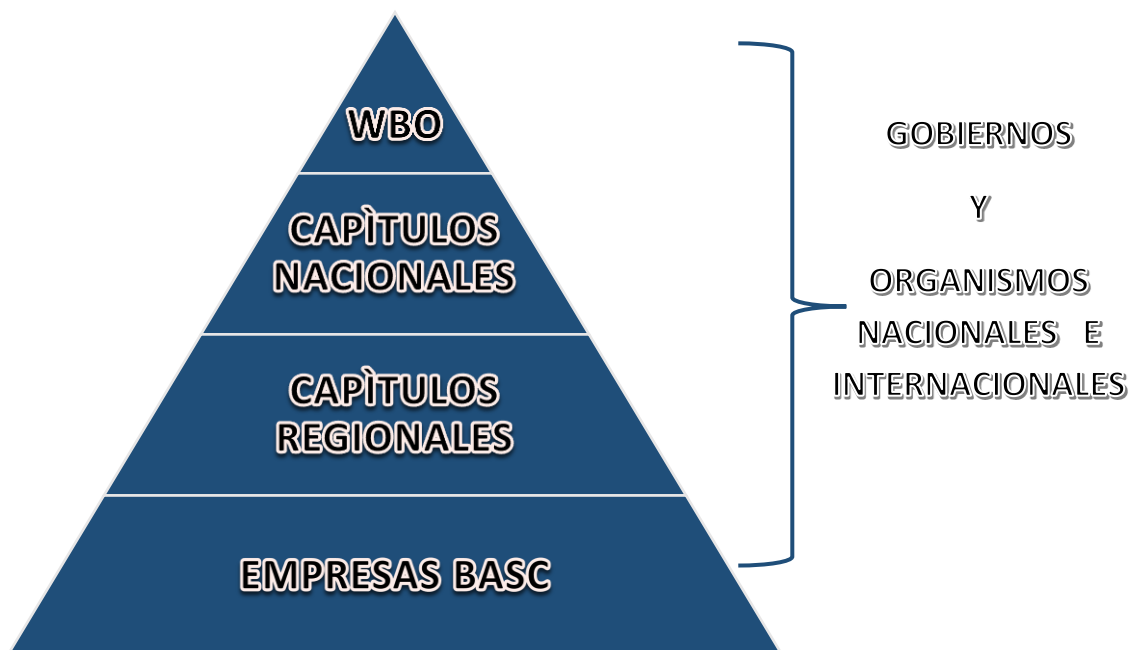 WBO
CAPÌTULOS
NACIONALES
CAPÌTULOS
REGIONALES
EMPRESAS BASC
GOBIERNOS
Y
ORGANISMOS
NACIONALES E
INTERNACIONALES